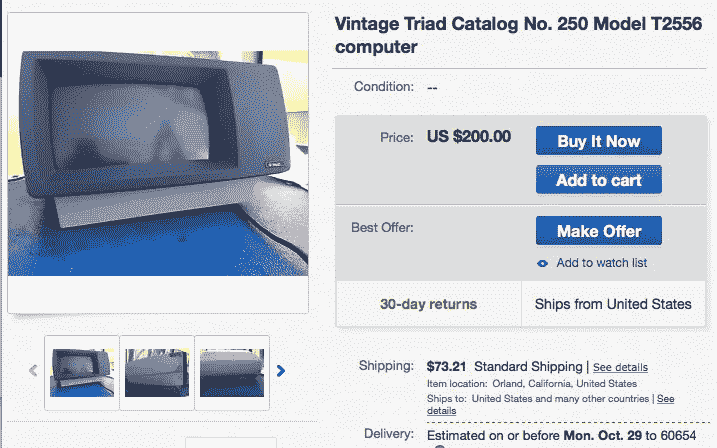 Vintage Triad Catalog No. 250 Model T2556
computer
Condition: --
Price: US $200.00
Buy It Now
Add to cart
Best Offer:
Make Offer
Add to watch list
30-day returns
Ships from United States
Shipping: $73.21 Standard Shipping | See details
Item location: Orland, California, United States
Ships to: United States and many other countries | See
details
Delivery: Estimated on or before Mon. Oct. 29 to 60654